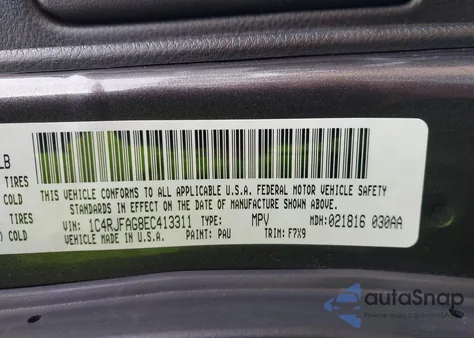 LB
TIRES
COLD
TIRES
COLD
THIS VEHICLE CONFORMS TO ALL APPLICABLE U.S.A. FEDERAL MOTOR VEHICLE SAFETY
STANDARDS IN EFFECT ON THE DATE OF MANUFACTURE SHOWN ABOVE.
VIN: 1C4RJFAG8EC413311 TYPE: MPV MDH:021816 030AA
VEHICLE MADE IN U.S.A. PAINT: PAU TRIM: F7X9
autoSnap